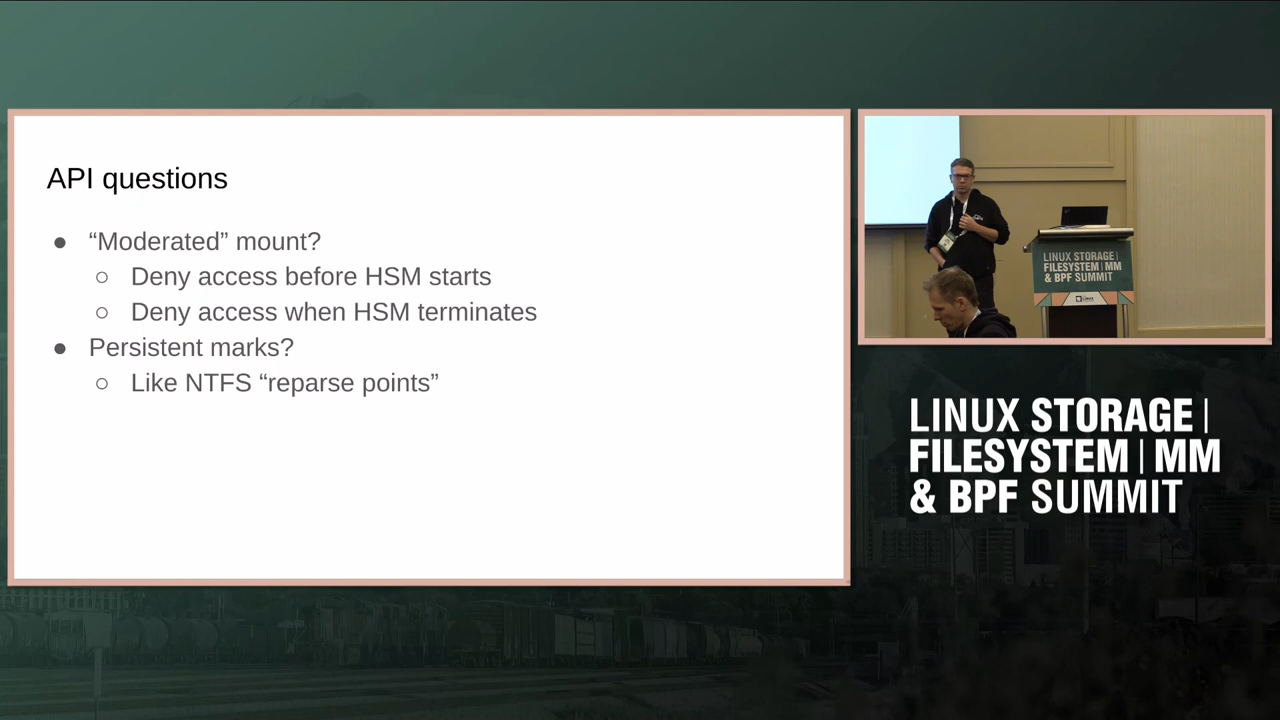 API questions
● “Moderated” mount?
○ Deny access before HSM starts
○ Deny access when HSM terminates
● Persistent marks?
○ Like NTFS “reparse points”
LINUX STORAGE |
FILESYSTEM | MM
& BPF SUMMIT
LINUX STORAGE |
FILESYSTEM | MM
& BPF SUMMIT